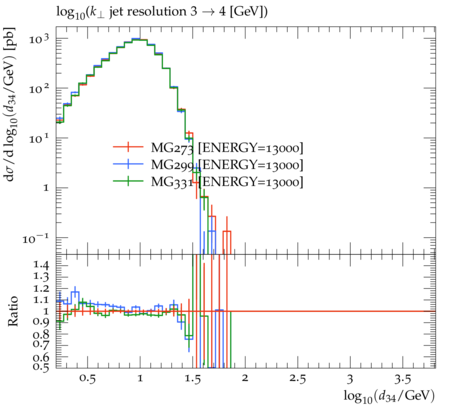 log₁₀(k⊥ jet resolution 3 → 4 [GeV])
dσ/d log₁₀(d₃₄/GeV) [pb]
10³
10²
10¹
1
10⁻¹
MG273 [ENERGY=13000]
MG299 [ENERGY=13000]
MG331 [ENERGY=13000]
Ratio
1.4
1.3
1.2
1.1
1
0.9
0.8
0.7
0.6
0.5
0.5 1 1.5 2 2.5 3 3.5
log₁₀(d₃₄/GeV)